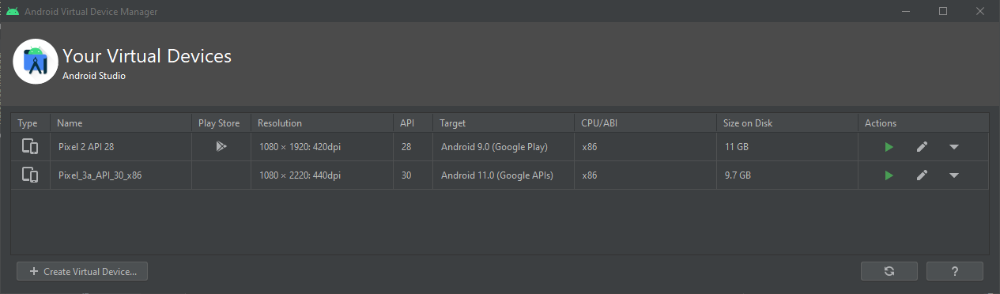 Android Virtual Device Manager
Your Virtual Devices
Android Studio
Type Name Play Store Resolution API Target CPU/ABI Size on Disk Actions
Pixel 2 API 28 1080 × 1920: 420dpi 28 Android 9.0 (Google Play) x86 11 GB
Pixel_3a_API_30_x86 1080 × 2220: 440dpi 30 Android 11.0 (Google APIs) x86 9.7 GB
+ Create Virtual Device... ?